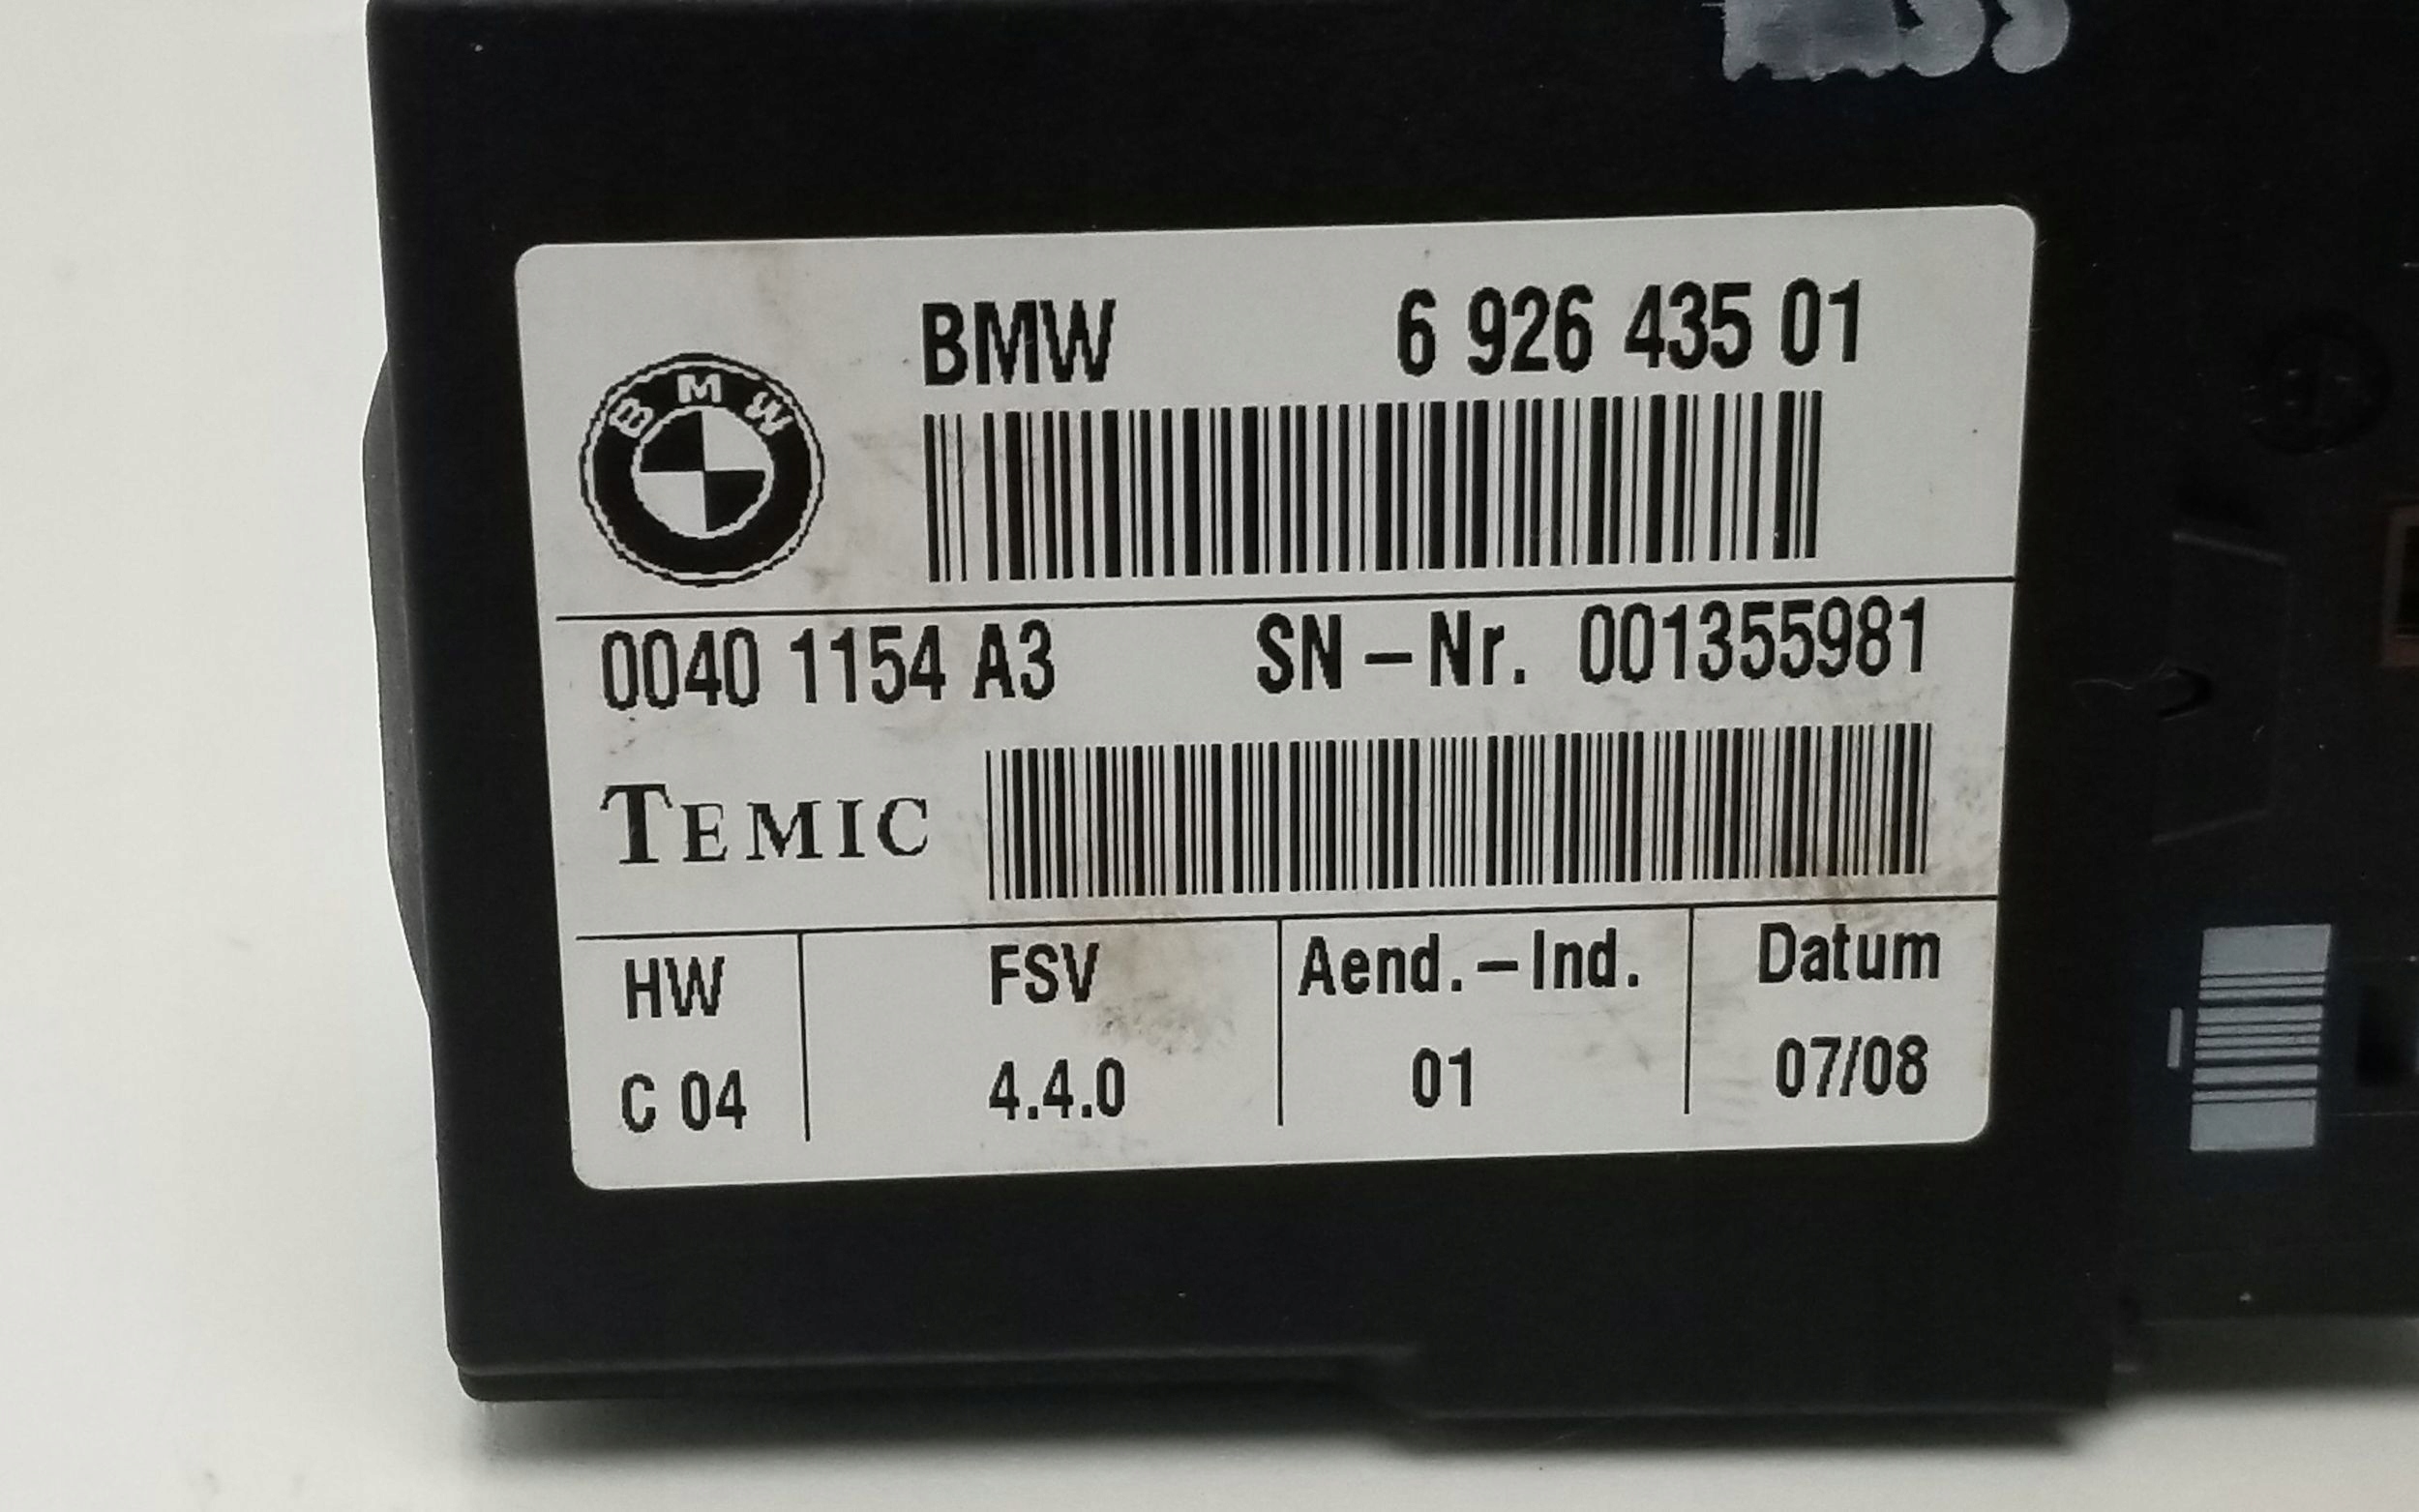 BMW 6 926 435 01
BMW
0040 1154 A3 SN-Nr. 001355981
TEMIC
HW FSV Aend.-Ind. Datum
C 04 4.4.0 01 07/08